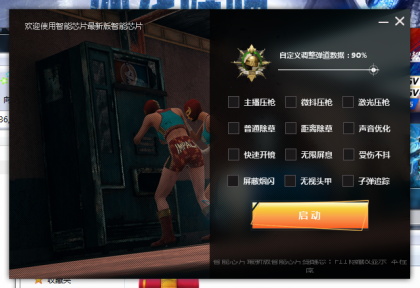 欢迎使用智能芯片最新版智能芯片
自定义调整弹道数据：90%
主播压枪 微抖压枪 激光压枪
普通除草 距离除草 声音优化
快速开镜 无限屏息 受伤不抖
屏蔽烟闪 无视头甲 子弹追踪
启动
收藏夹